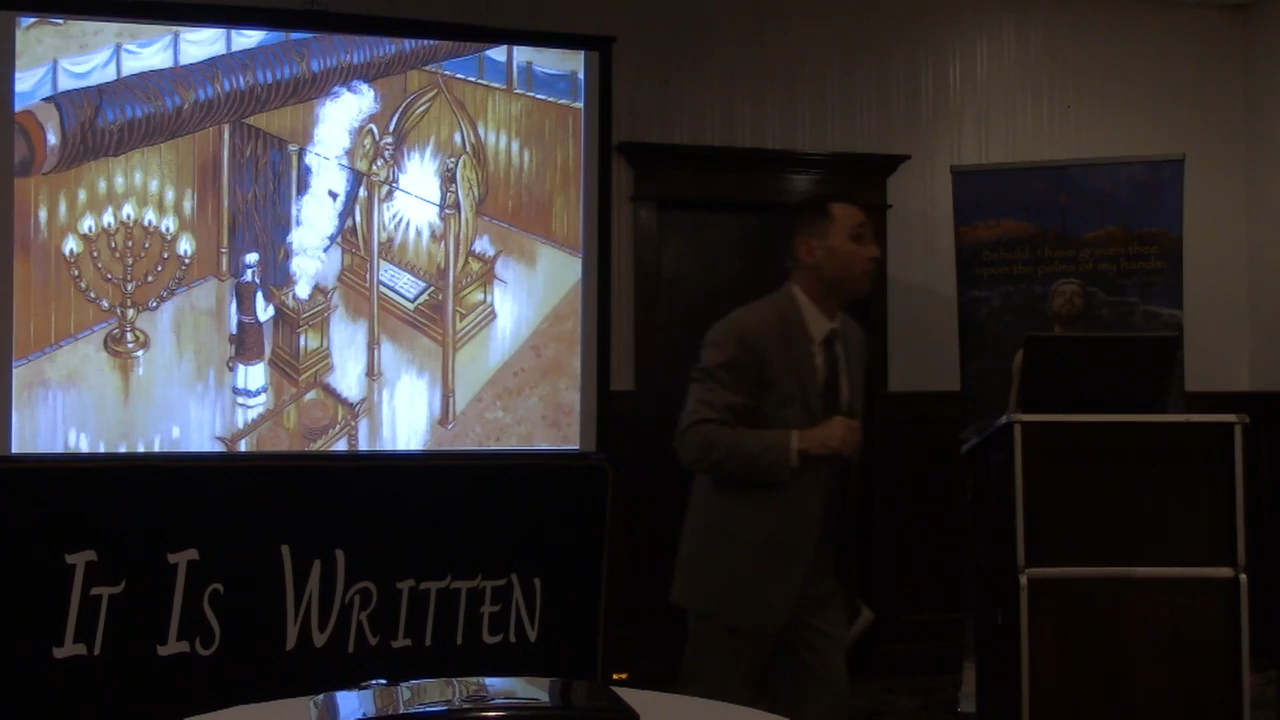 Behold, I have graven thee
upon the palms of my hands:
IT IS WRITTEN